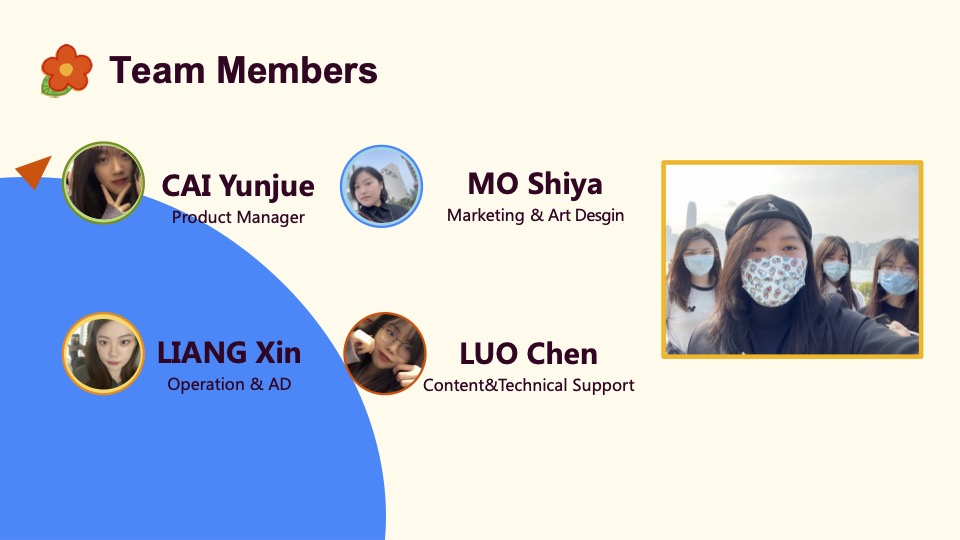 Team Members
CAI Yunjue
Product Manager
MO Shiya
Marketing & Art Desgin
LIANG Xin
Operation & AD
LUO Chen
Content&Technical Support